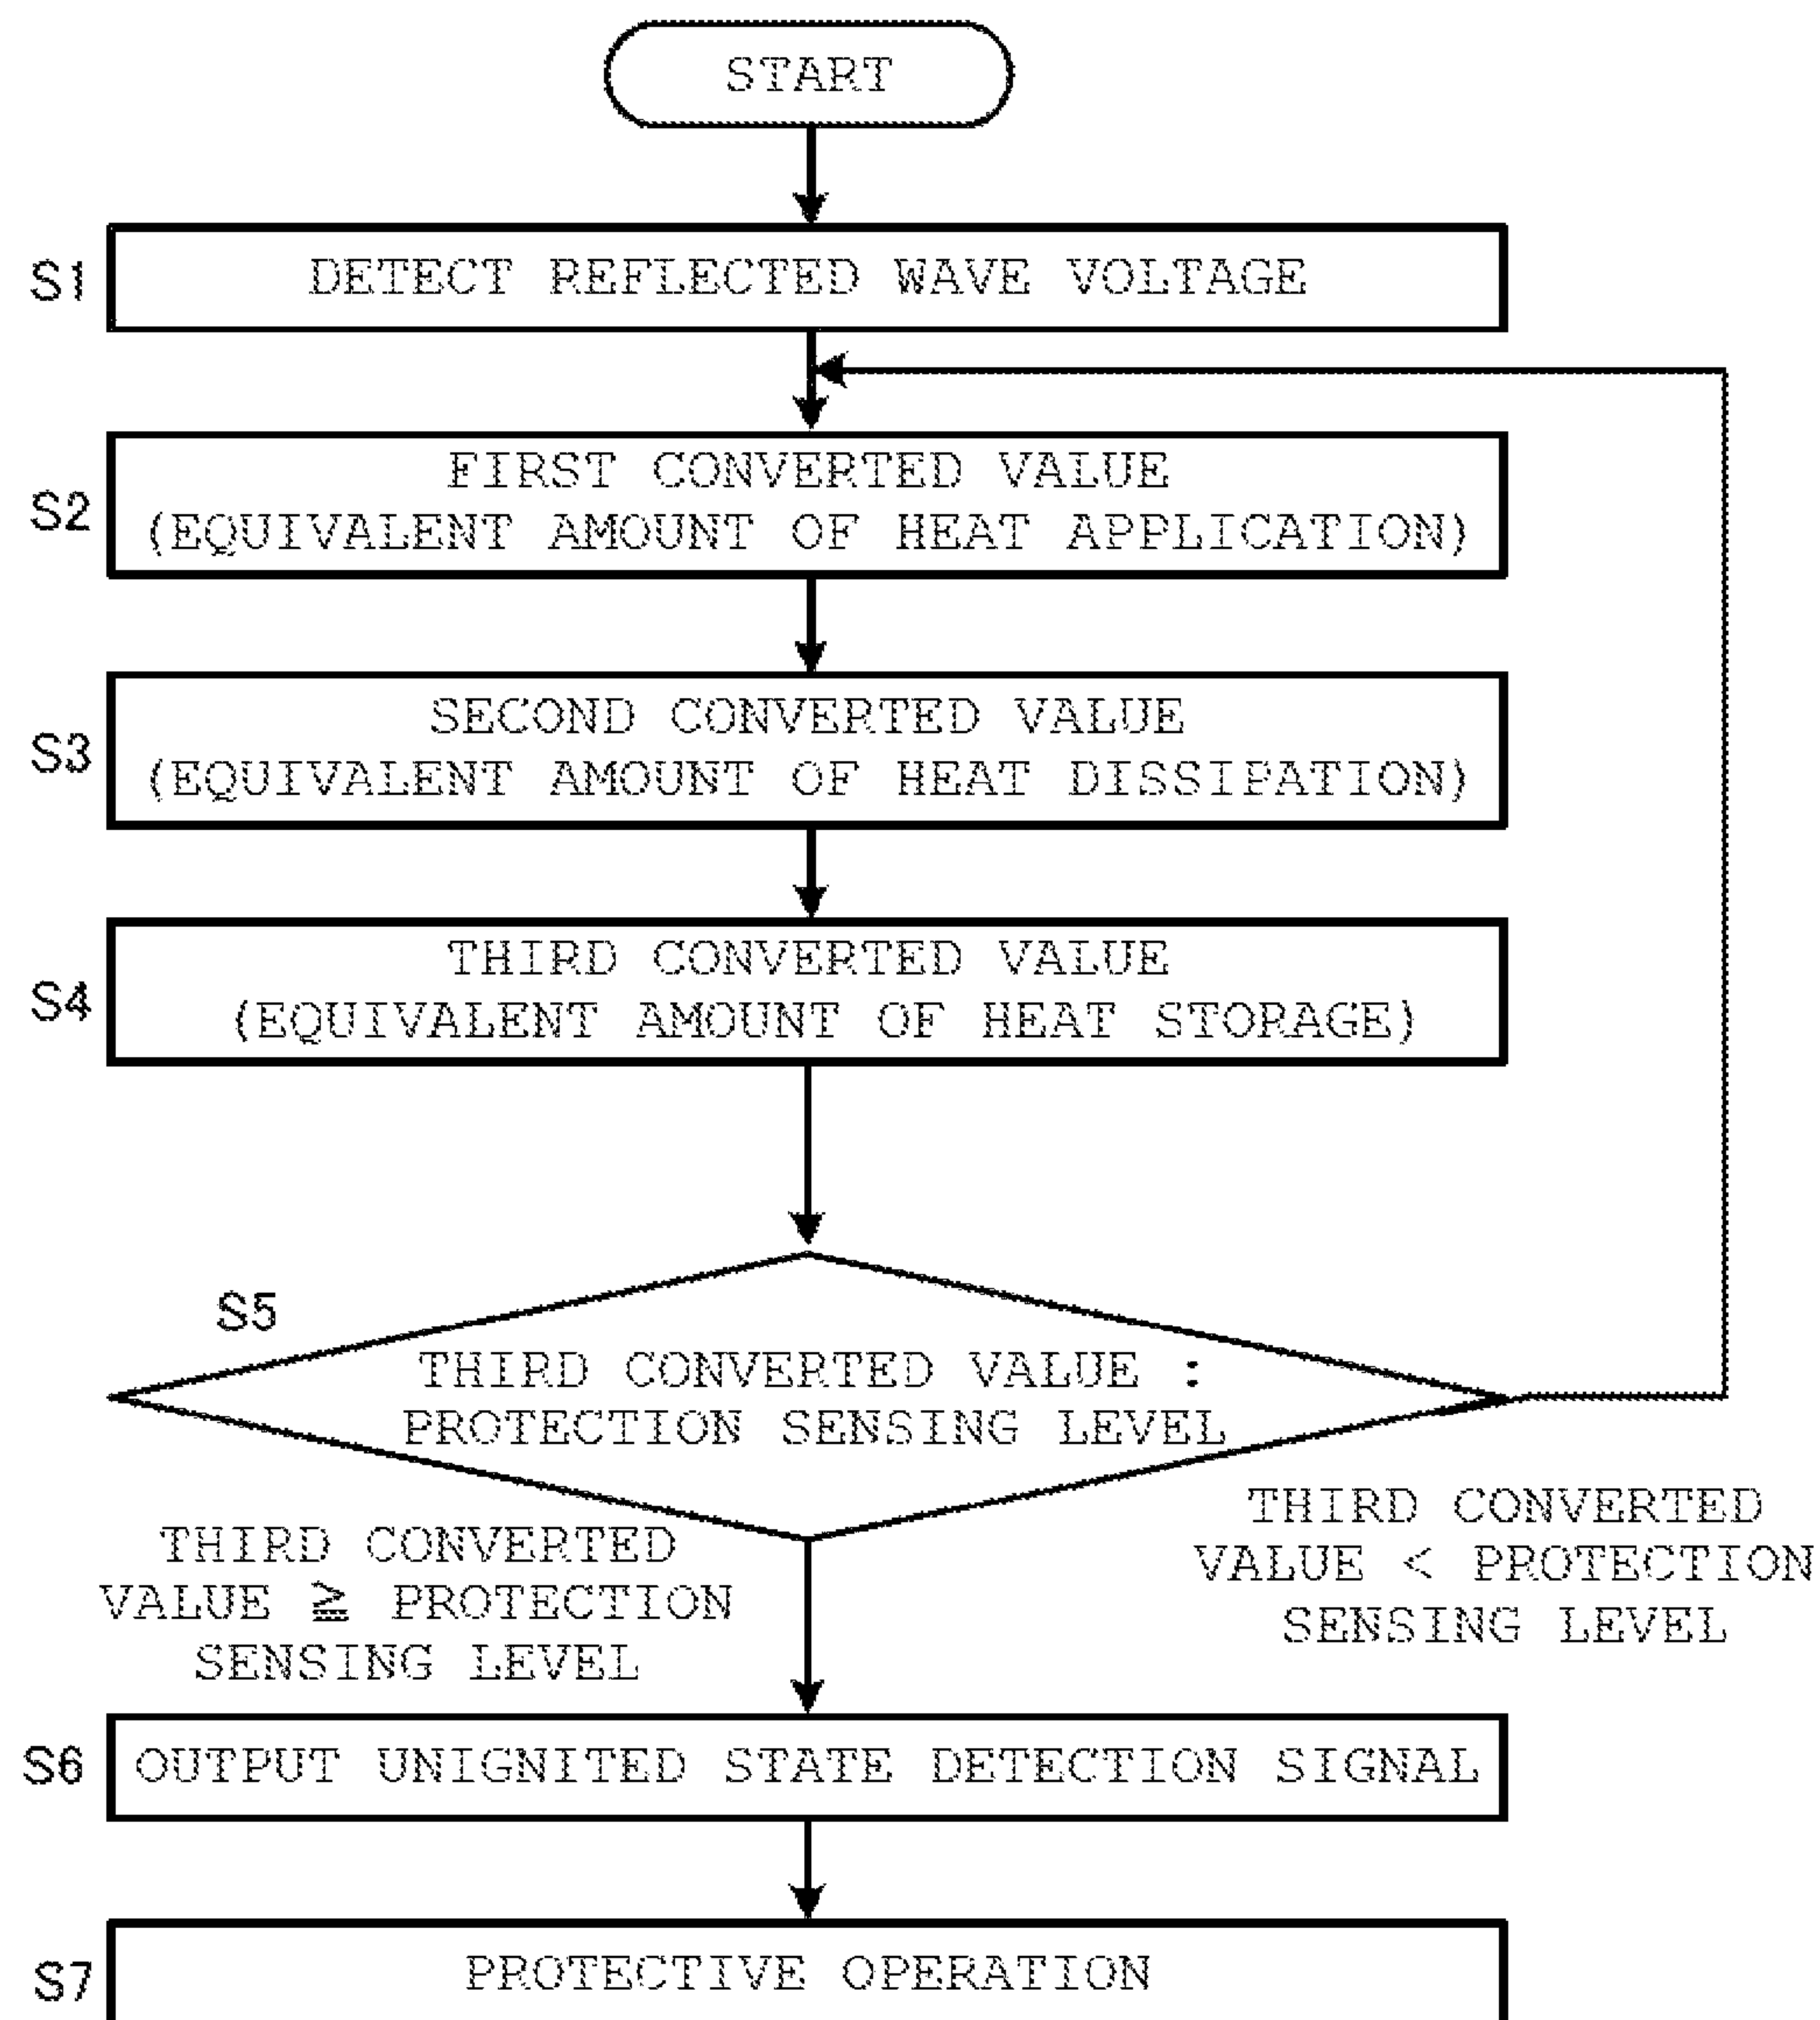 START
S1
DETECT REFLECTED WAVE VOLTAGE
S2
FIRST CONVERTED VALUE
(EQUIVALENT AMOUNT OF HEAT APPLICATION)
S3
SECOND CONVERTED VALUE
(EQUIVALENT AMOUNT OF HEAT DISSIPATION)
S4
THIRD CONVERTED VALUE
(EQUIVALENT AMOUNT OF HEAT STORAGE)
S5
THIRD CONVERTED VALUE :
PROTECTION SENSING LEVEL
THIRD CONVERTED
VALUE ≧ PROTECTION
SENSING LEVEL
THIRD CONVERTED
VALUE < PROTECTION
SENSING LEVEL
S6
OUTPUT UNIGNITED STATE DETECTION SIGNAL
S7
PROTECTIVE OPERATION